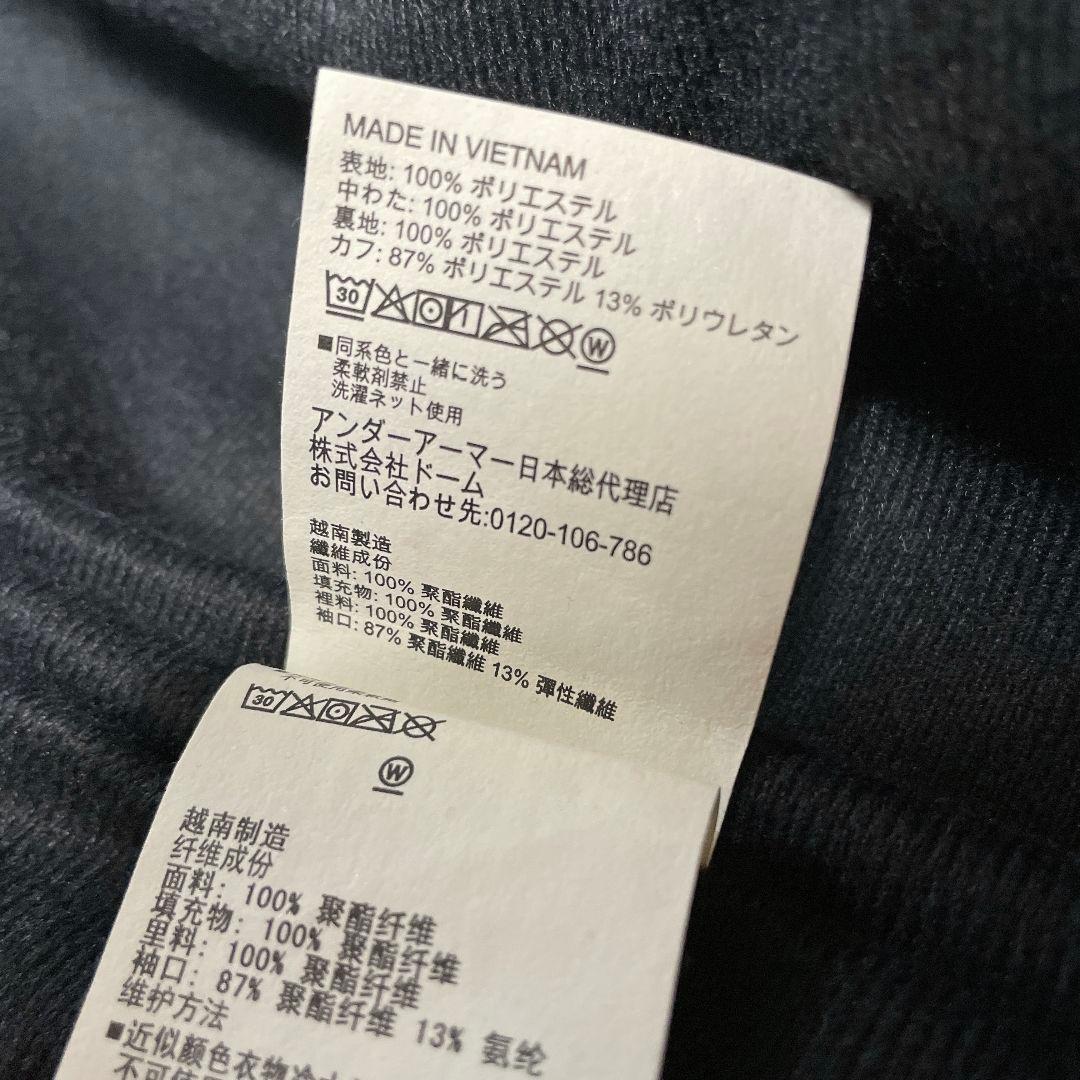 MADE IN VIETNAM
表地: 100% ポリエステル
中わた: 100% ポリエステル
裏地: 100% ポリエステル
カフ: 87% ポリエステル 13% ポリウレタン
30 W
■同系色と一緒に洗う
柔軟剤禁止
洗濯ネット使用
アンダーアーマー日本総代理店
株式会社ドーム
お問い合わせ先:0120-106-786
越南製造
纖維成份
面料: 100% 聚酯纖維
填充物: 100% 聚酯纖維
裡料: 100% 聚酯纖維
袖口: 87% 聚酯纖維 13% 彈性纖維
30
W
越南制造
纤维成份
面料: 100% 聚酯纤维
填充物: 100% 聚酯纤维
里料: 100% 聚酯纤维
袖口: 87% 聚酯纤维 13% 氨纶
维护方法
■近似颜色衣物冷水
不可使